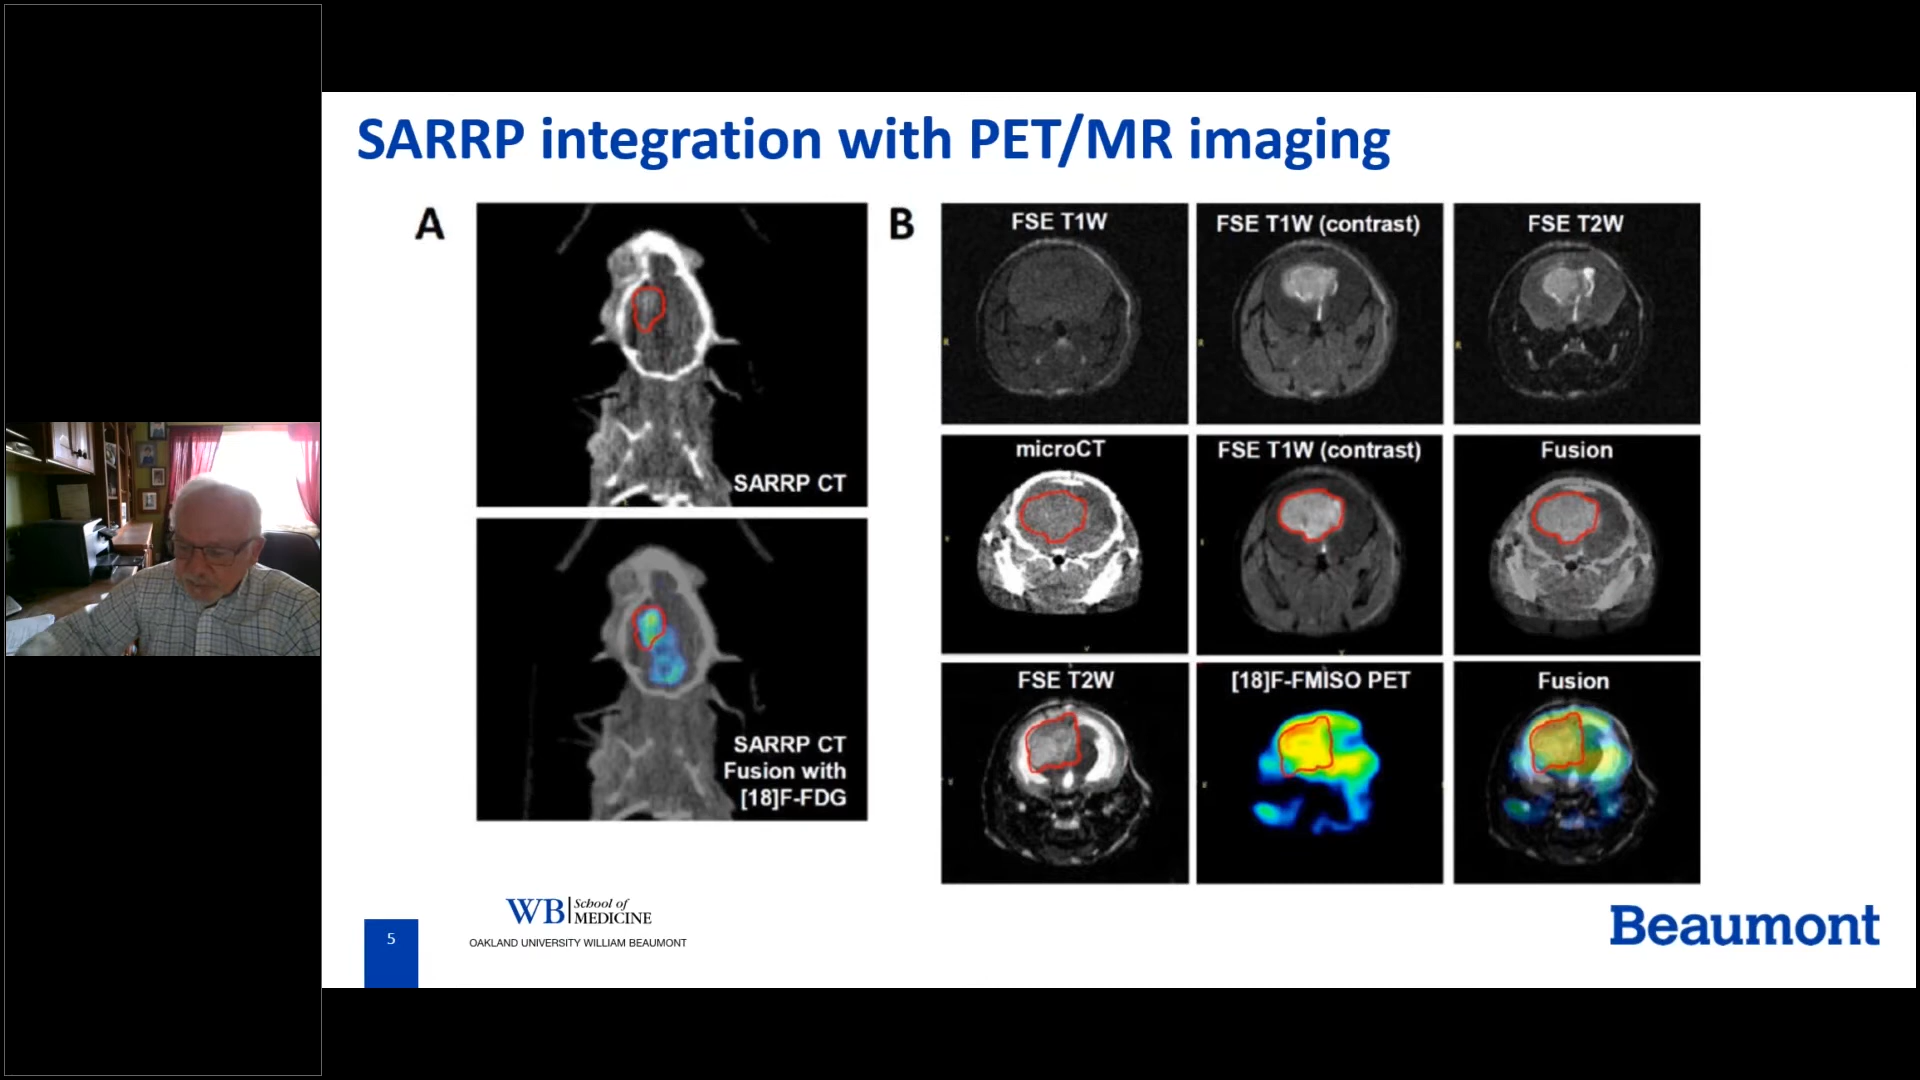 SARRP integration with PET/MR imaging
A
SARRP CT
SARRP CT
Fusion with
[18]F-FDG
B
FSE T1W
FSE T1W (contrast)
FSE T2W
R
R
R
microCT
FSE T1W (contrast)
Fusion
FSE T2W
[18]F-FMISO PET
Fusion
5
WB School of
MEDICINE
OAKLAND UNIVERSITY WILLIAM BEAUMONT
Beaumont